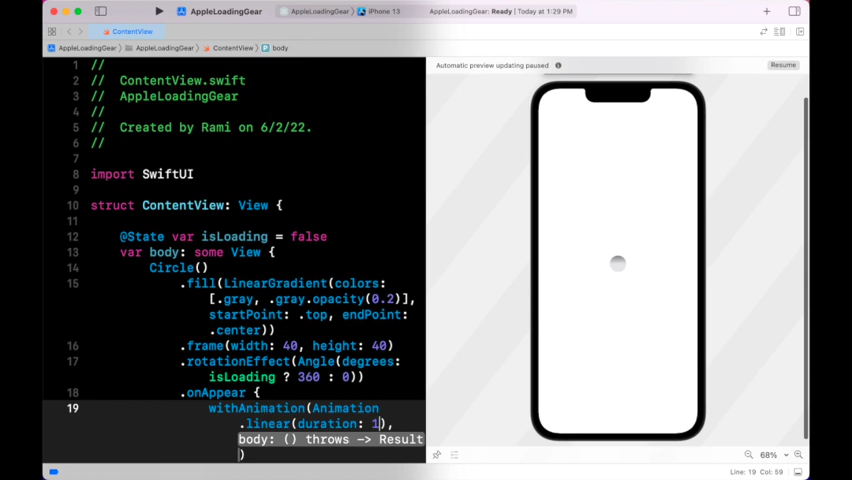 AppleLoadingGear
AppleLoadingGear 〉 iPhone 13
AppleLoadingGear: Ready | Today at 1:29 PM
ContentView
AppleLoadingGear 〉 AppleLoadingGear 〉 ContentView 〉 body
Automatic preview updating paused
Resume
1 //
2 //  ContentView.swift
3 //  AppleLoadingGear
4 //
5 //  Created by Rami on 6/2/22.
6 //
7
8 import SwiftUI
9
10 struct ContentView: View {
11
12 @State var isLoading = false
13 var body: some View {
14 Circle()
15 .fill(LinearGradient(colors:
[.gray, .gray.opacity(0.2)],
startPoint: .top, endPoint:
.center))
16 .frame(width: 40, height: 40)
17 .rotationEffect(Angle(degrees:
isLoading ? 360 : 0))
18 .onAppear {
19 withAnimation(Animation
.linear(duration: 1),
body: () throws -> Result
)
68%
Line: 19 Col: 59